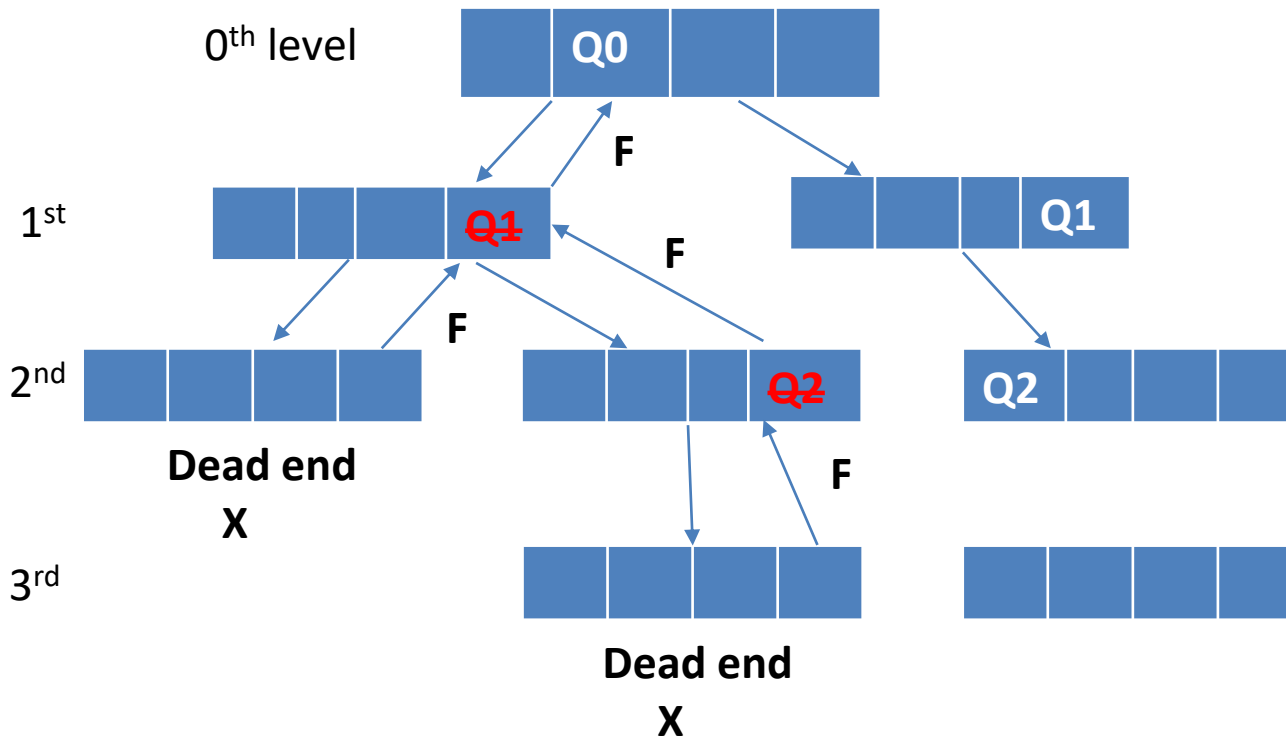 0th level
Q0
F
1st
Q1
Q1
F
F
2nd
Q2
Q2
Dead end
X
F
3rd
Dead end
X